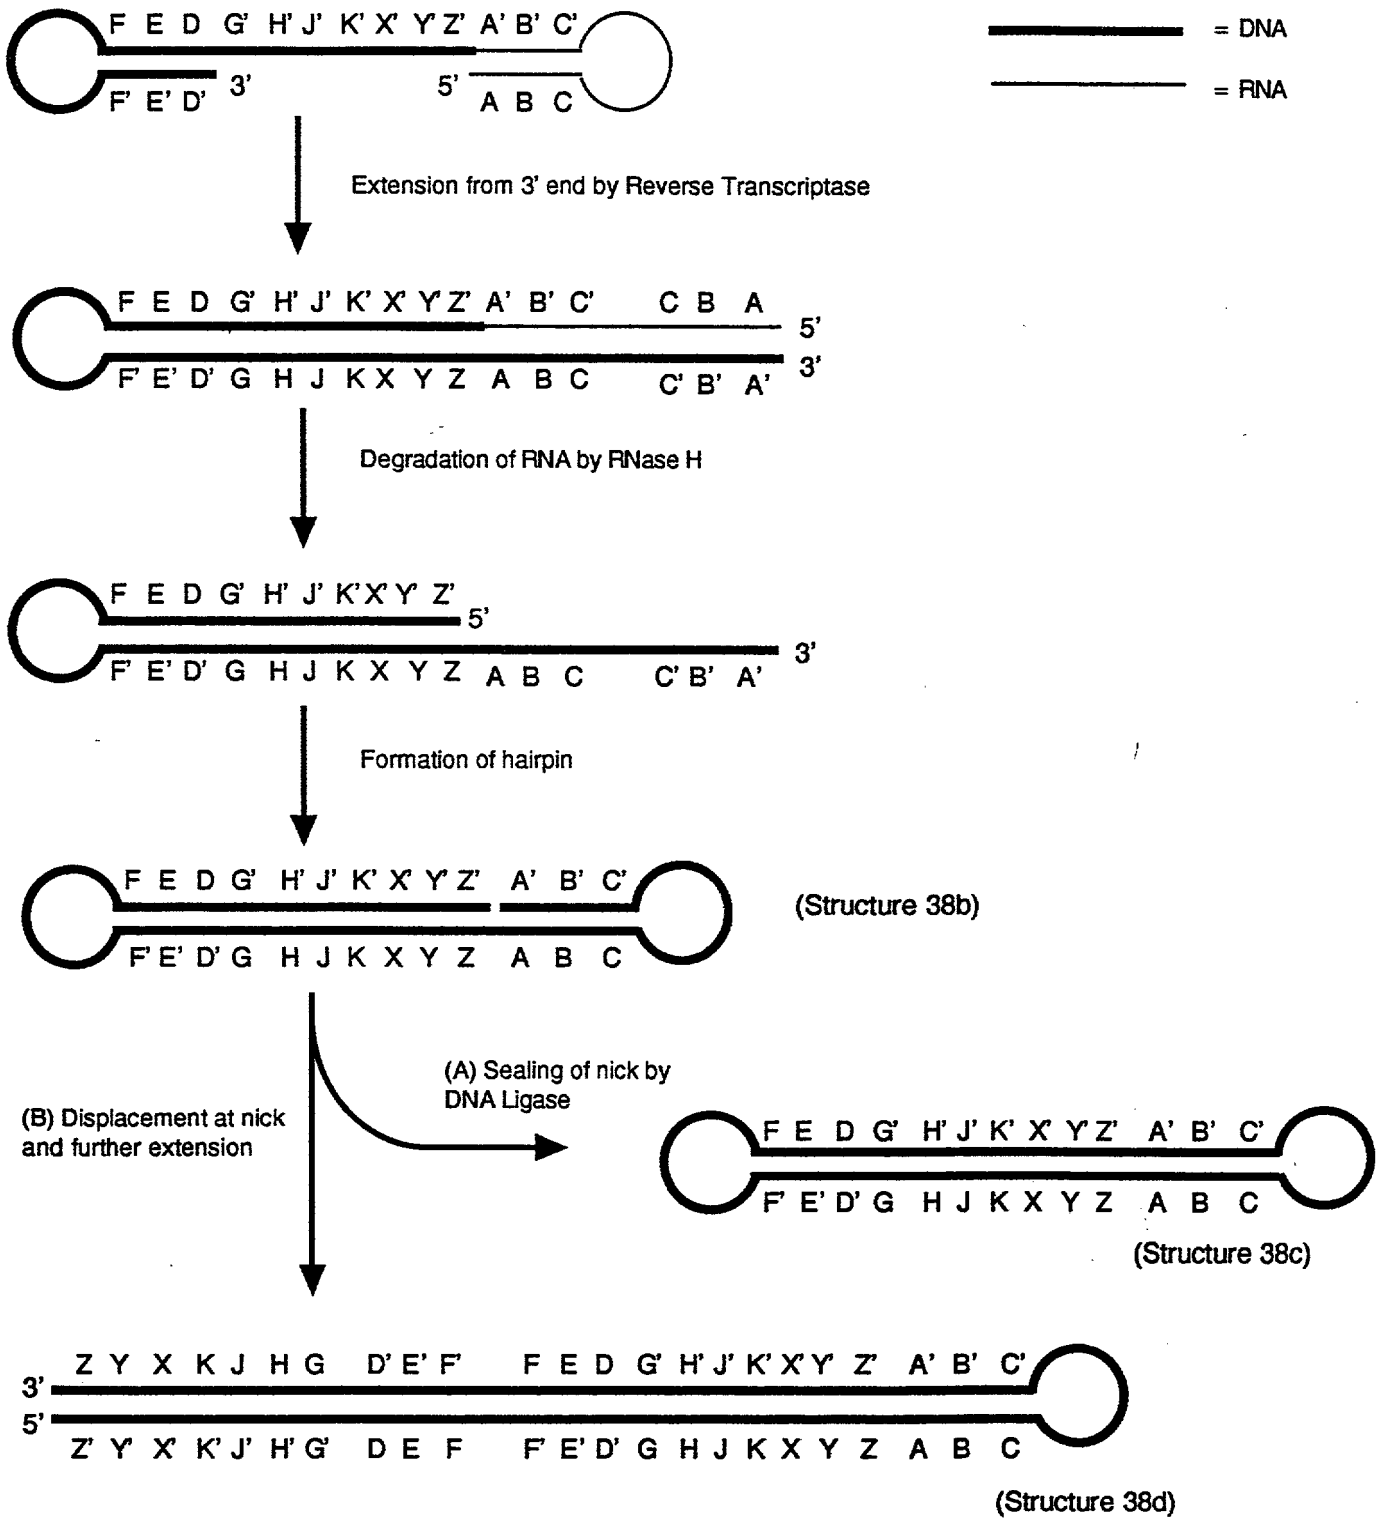 F E D G' H' J' K' X' Y' Z' A' B' C'
= DNA
3' 5'
= RNA
F' E' D' A B C
Extension from 3' end by Reverse Transcriptase
F E D G' H' J' K' X' Y' Z' A' B' C' C B A
5'
3'
F' E' D' G H J K X Y Z A B C C' B' A'
Degradation of RNA by RNase H
F E D G' H' J' K' X' Y' Z'
5'
3'
F' E' D' G H J K X Y Z A B C C' B' A'
Formation of hairpin
F E D G' H' J' K' X' Y' Z' A' B' C'
(Structure 38b)
F' E' D' G H J K X Y Z A B C
(A) Sealing of nick by
DNA Ligase
(B) Displacement at nick
and further extension
F E D G' H' J' K' X' Y' Z' A' B' C'
F' E' D' G H J K X Y Z A B C
(Structure 38c)
Z Y X K J H G D' E' F' F E D G' H' J' K' X' Y' Z' A' B' C'
3'
5'
Z' Y' X' K' J' H' G' D E F F' E' D' G H J K X Y Z A B C
(Structure 38d)